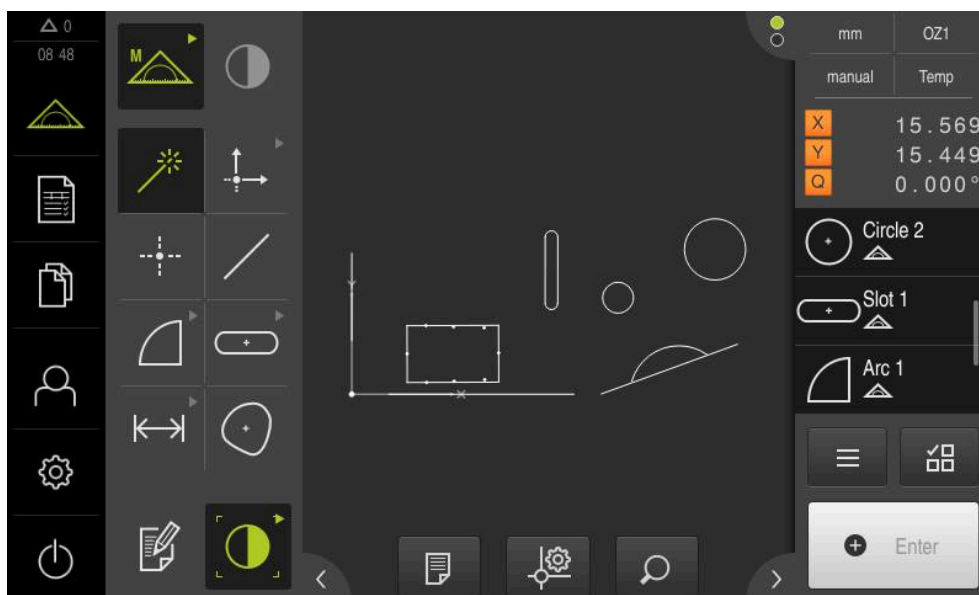 0
08 48
M
mm
OZ1
manual
Temp
X 15.569
Y 15.449
Q 0.000°
Circle 2
Slot 1
Arc 1
Y
X
Enter